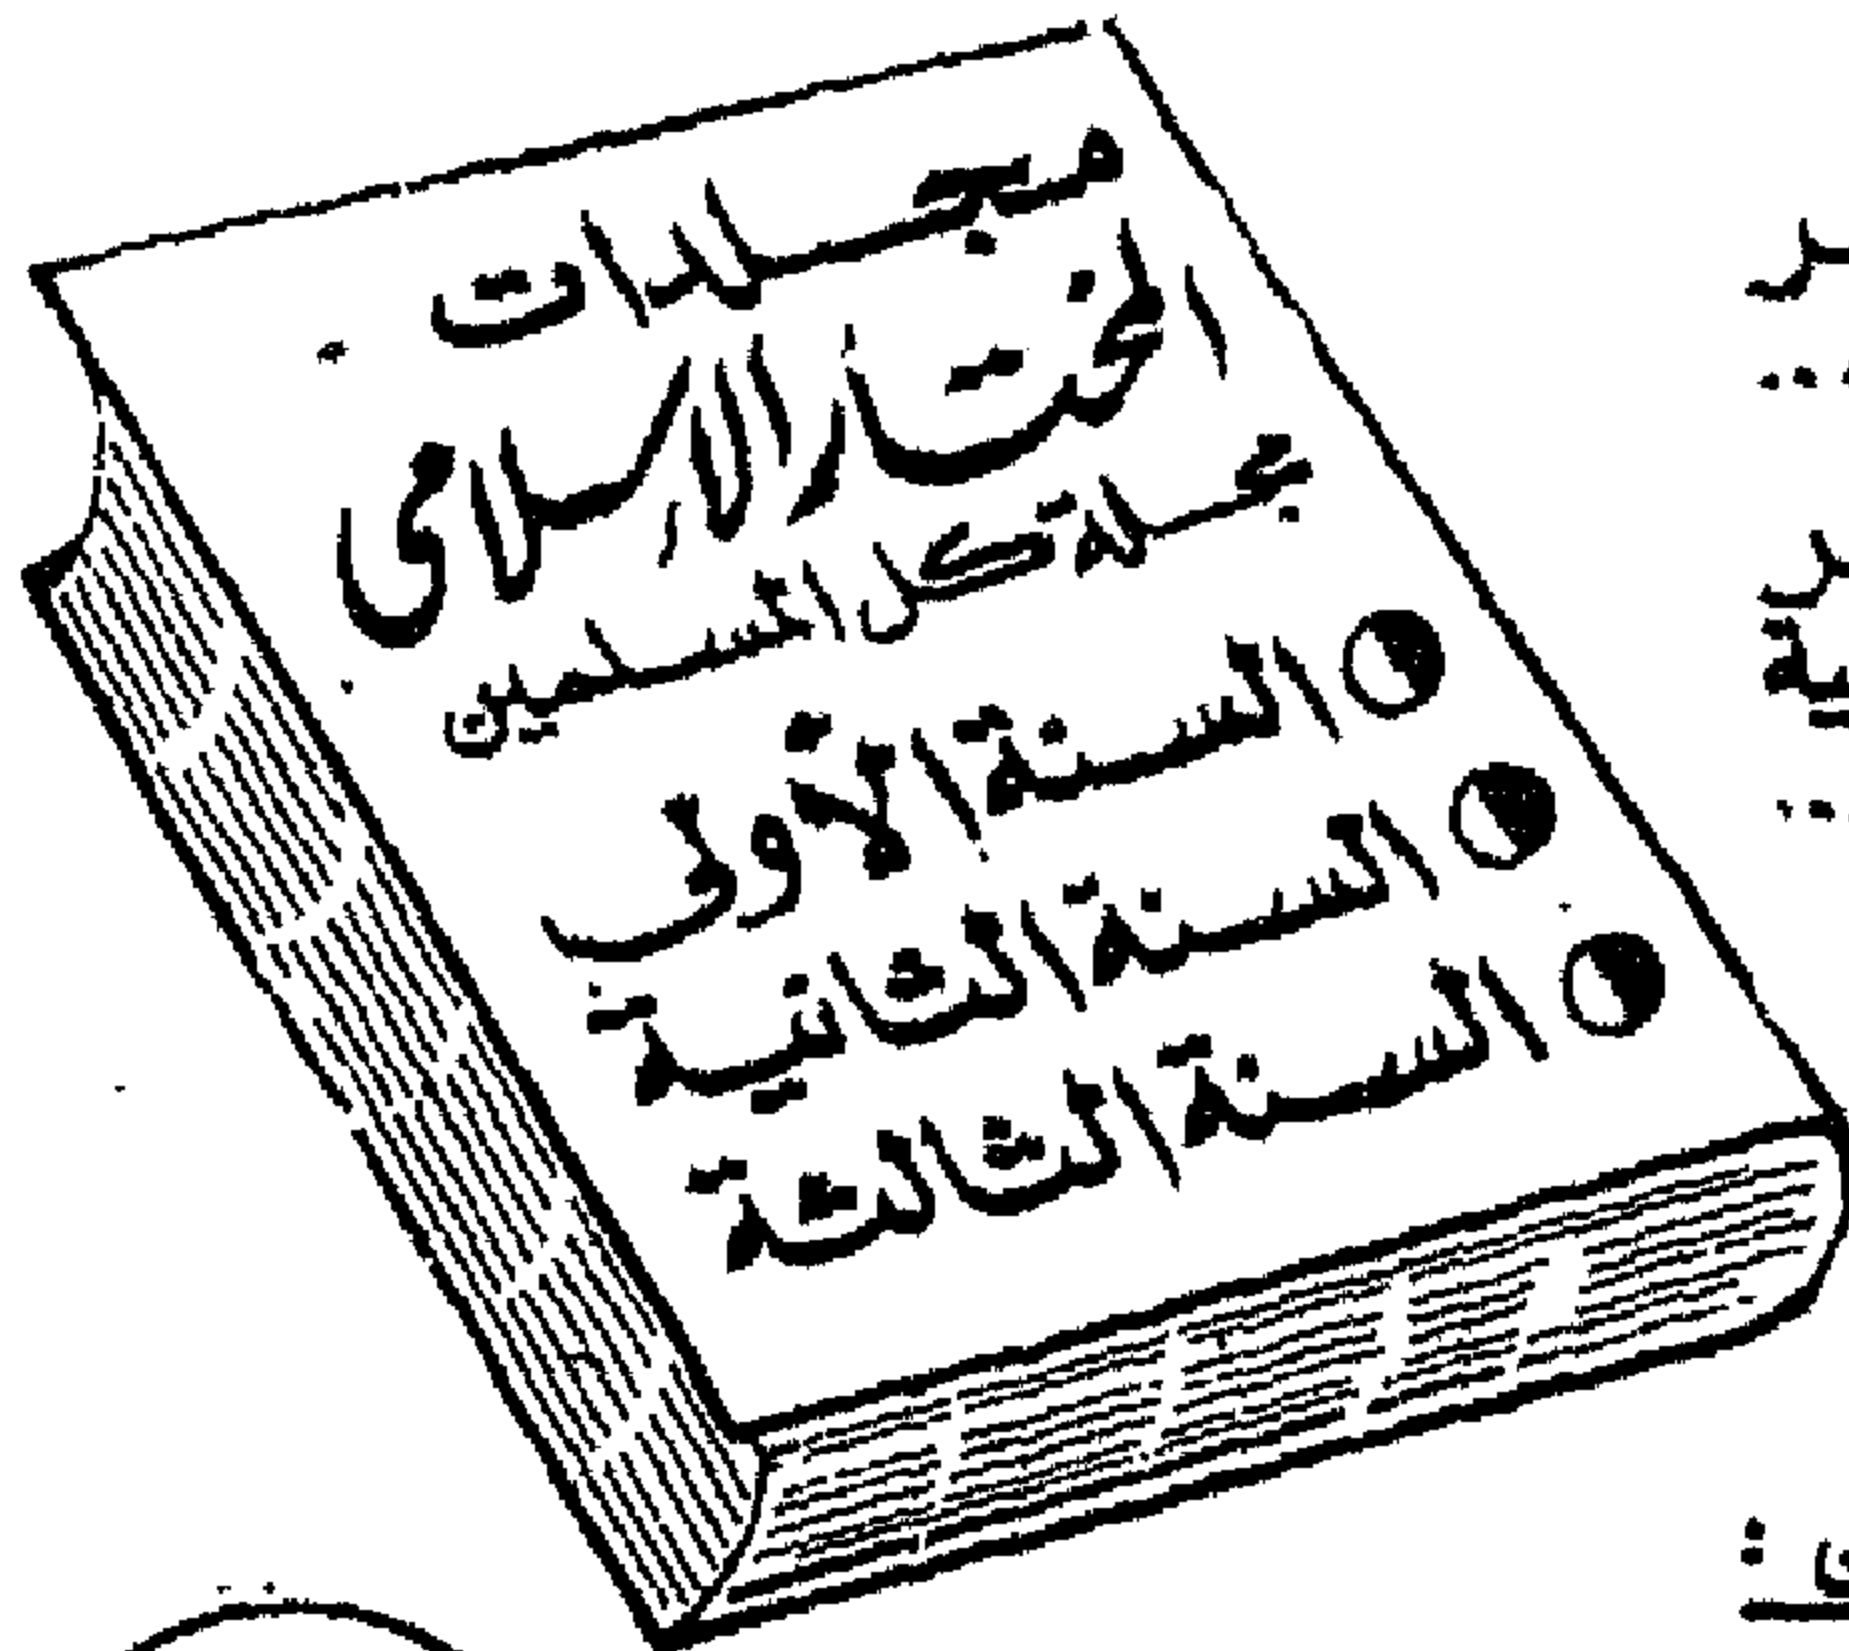 مجلدات
المختار الإسلامى
مجلة كل المسلمين
السنة الأولى
السنة الثانية
السنة الثالثة